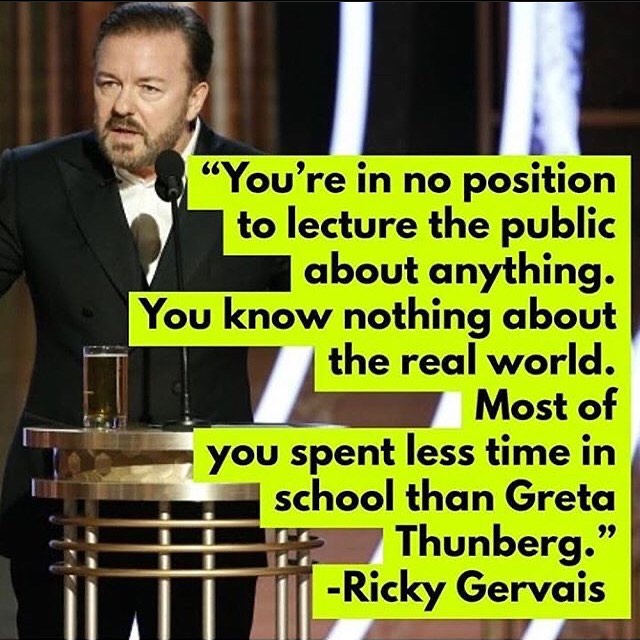 “You’re in no position
to lecture the public
about anything.
You know nothing about
the real world.
Most of
you spent less time in
school than Greta
Thunberg.”
-Ricky Gervais